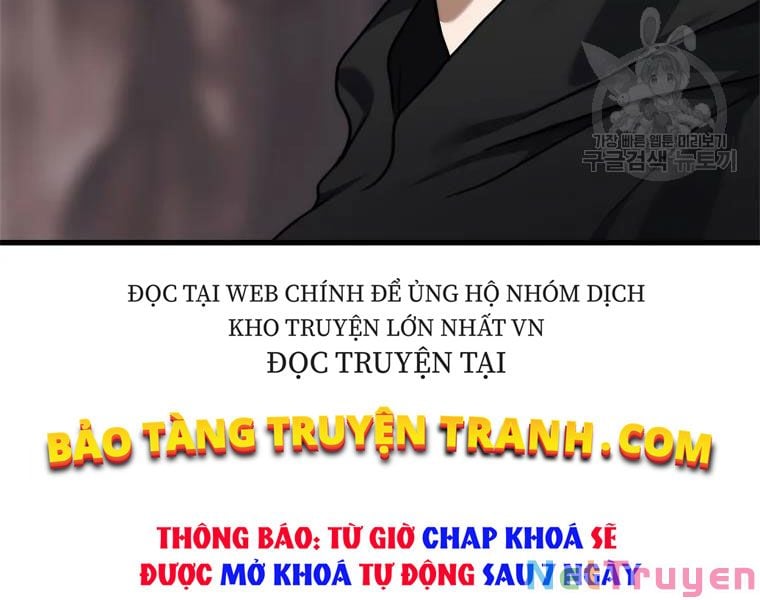 가장 빠른 웹툰 미리보기
구글검색 뉴토끼
ĐỌC TẠI WEB CHÍNH ĐỂ ỦNG HỘ NHÓM DỊCH
KHO TRUYỆN LỚN NHẤT VN
ĐỌC TRUYỆN TẠI
BẢO TÀNG TRUYỆN TRANH.COM
THÔNG BÁO: TỪ GIỜ CHAP KHOÁ SẼ
ĐƯỢC MỞ KHOÁ TỰ ĐỘNG SAU 7 NGÀY
NetTruyen